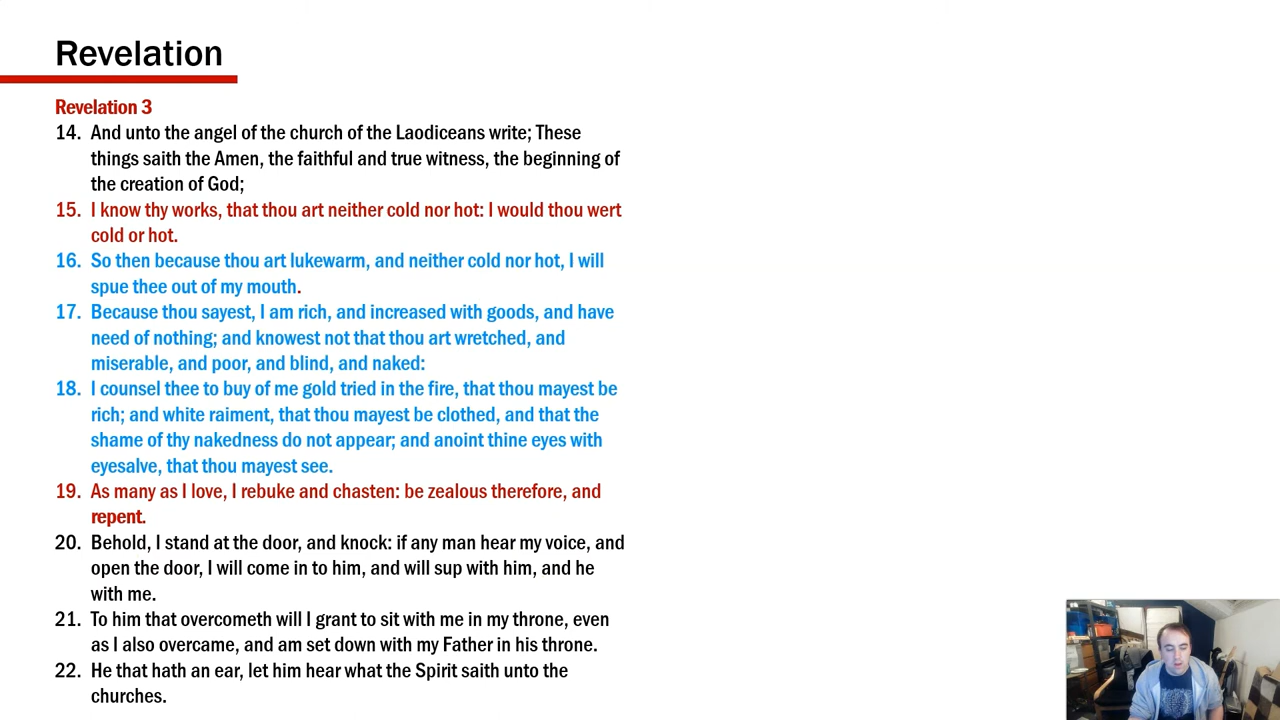 Revelation
Revelation 3
14. And unto the angel of the church of the Laodiceans write; These
things saith the Amen, the faithful and true witness, the beginning of
the creation of God;
15. I know thy works, that thou art neither cold nor hot: I would thou wert
cold or hot.
16. So then because thou art lukewarm, and neither cold nor hot, I will
spue thee out of my mouth.
17. Because thou sayest, I am rich, and increased with goods, and have
need of nothing; and knowest not that thou art wretched, and
miserable, and poor, and blind, and naked:
18. I counsel thee to buy of me gold tried in the fire, that thou mayest be
rich; and white raiment, that thou mayest be clothed, and that the
shame of thy nakedness do not appear; and anoint thine eyes with
eyesalve, that thou mayest see.
19. As many as I love, I rebuke and chasten: be zealous therefore, and
repent.
20. Behold, I stand at the door, and knock: if any man hear my voice, and
open the door, I will come in to him, and will sup with him, and he
with me.
21. To him that overcometh will I grant to sit with me in my throne, even
as I also overcame, and am set down with my Father in his throne.
22. He that hath an ear, let him hear what the Spirit saith unto the
churches.